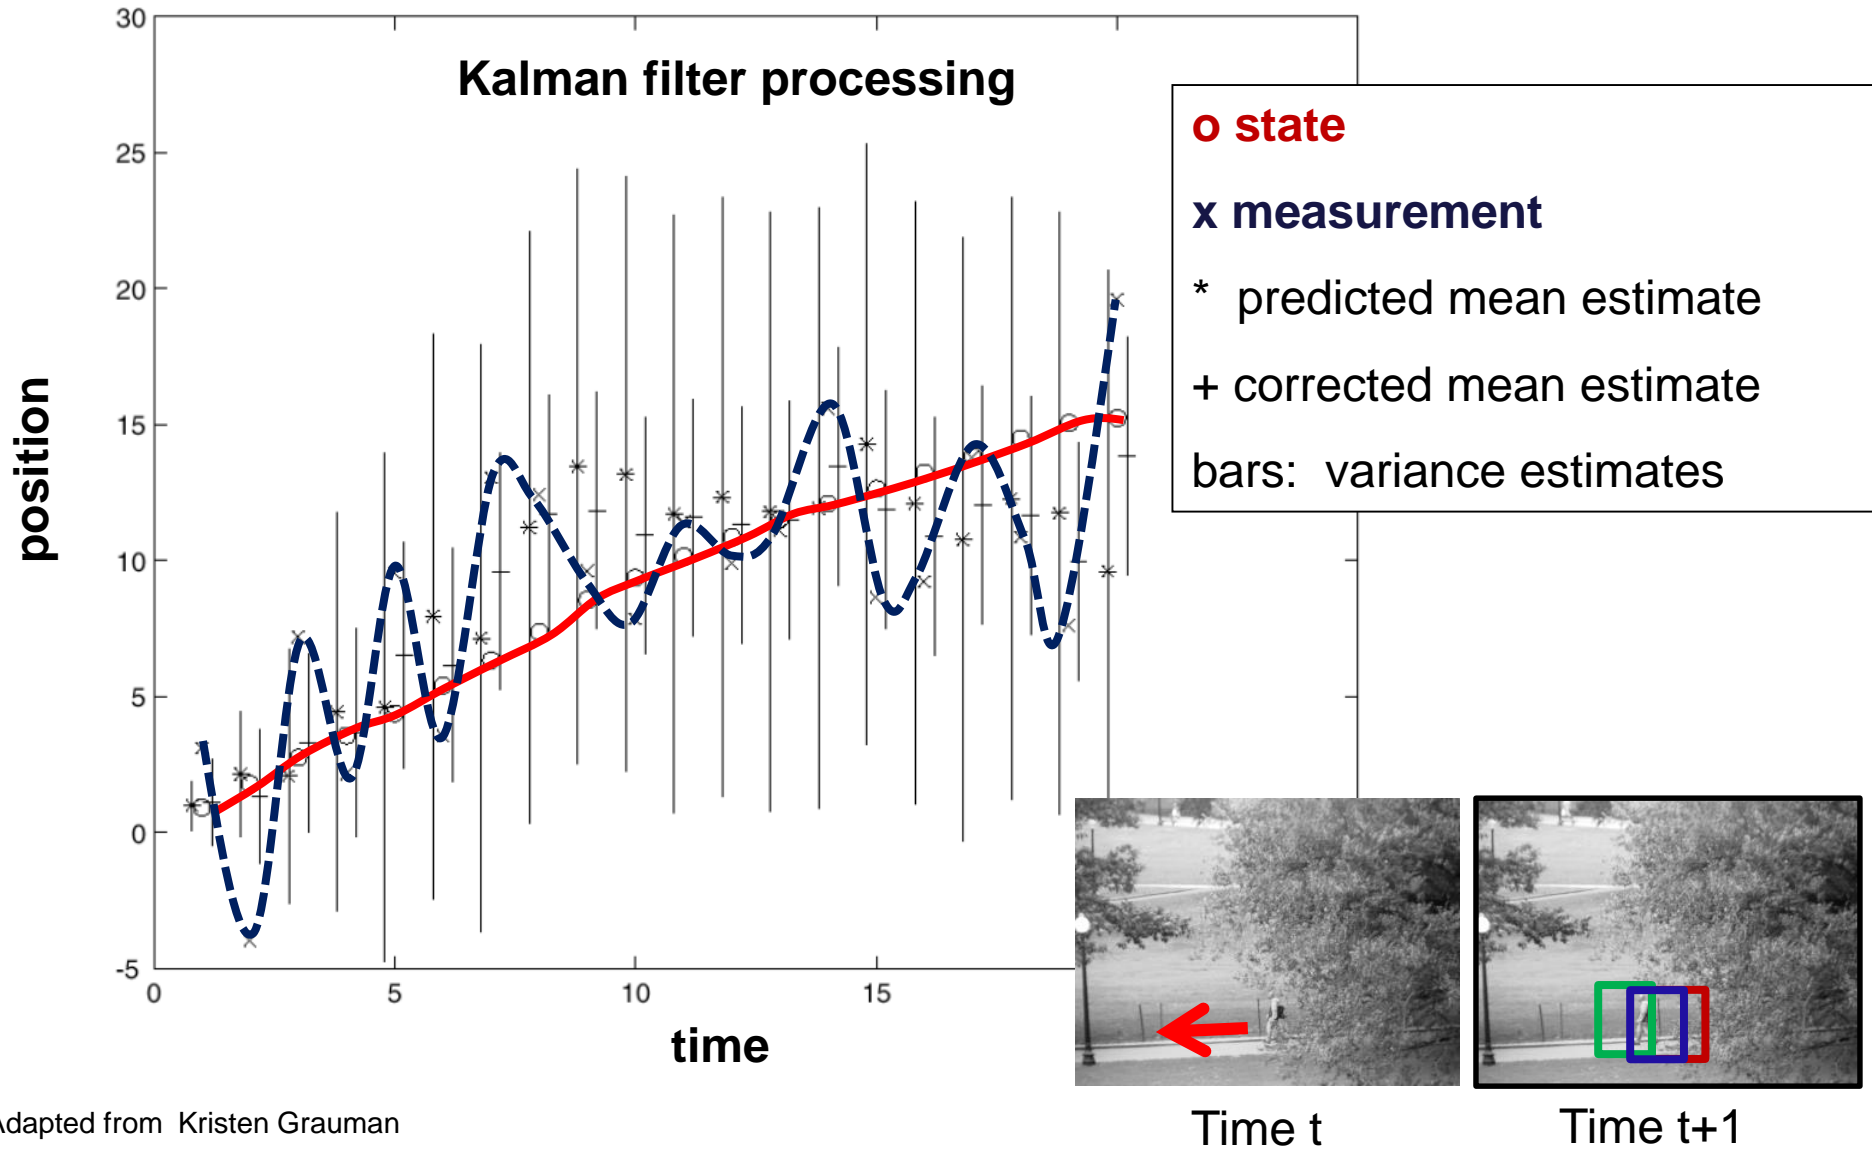 Kalman filter processing
30
25
20
15
10
5
0
-5
0
5
10
15
position
time
o state
x measurement
* predicted mean estimate
+ corrected mean estimate
bars: variance estimates
Time t
Time t+1
Adapted from Kristen Grauman